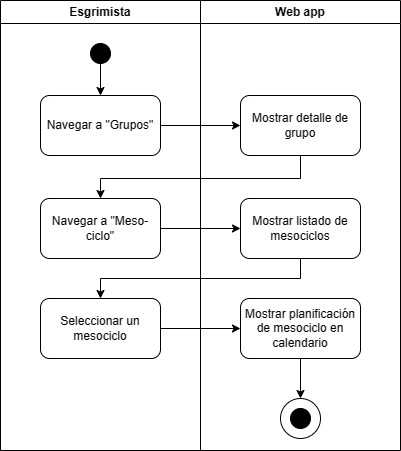 Esgrimista
Web app
Navegar a "Grupos"
Mostrar detalle de
grupo
Navegar a "Meso-
ciclo"
Mostrar listado de
mesociclos
Seleccionar un
mesociclo
Mostrar planificación
de mesociclo en
calendario